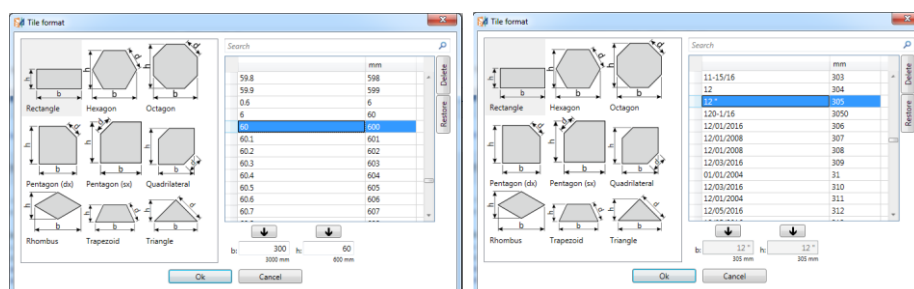 Tile format
Search
mm
59.8 598
59.9 599
0.6 6
6 60
60 600
60.1 601
60.2 602
60.3 603
60.4 604
60.5 605
60.6 606
60.7 607
Delete
Restore
h
b
Rectangle
h
d
b
Hexagon
h
d
b
Octagon
h
d
b
Pentagon (dx)
d
h
b
Pentagon (sx)
h
b
d
Quadrilateral
h
b
d
Rhombus
h
b
d
Trapezoid
h
b
d
Triangle
b: 300 h: 60
3000 mm 600 mm
Ok Cancel
Tile format
Search
mm
11-15/16 303
12 304
12 " 305
120-1/16 3050
12/01/2016 306
12/01/2008 307
12/01/2008 308
12/03/2016 309
01/01/2004 31
12/03/2016 310
01/01/2004 311
12/05/2016 312
Delete
Restore
h
b
Rectangle
h
d
b
Hexagon
h
d
b
Octagon
h
d
b
Pentagon (dx)
d
h
b
Pentagon (sx)
h
b
d
Quadrilateral
h
b
d
Rhombus
h
b
d
Trapezoid
h
b
d
Triangle
b: 12 " h: 12 "
305 mm 305 mm
Ok Cancel